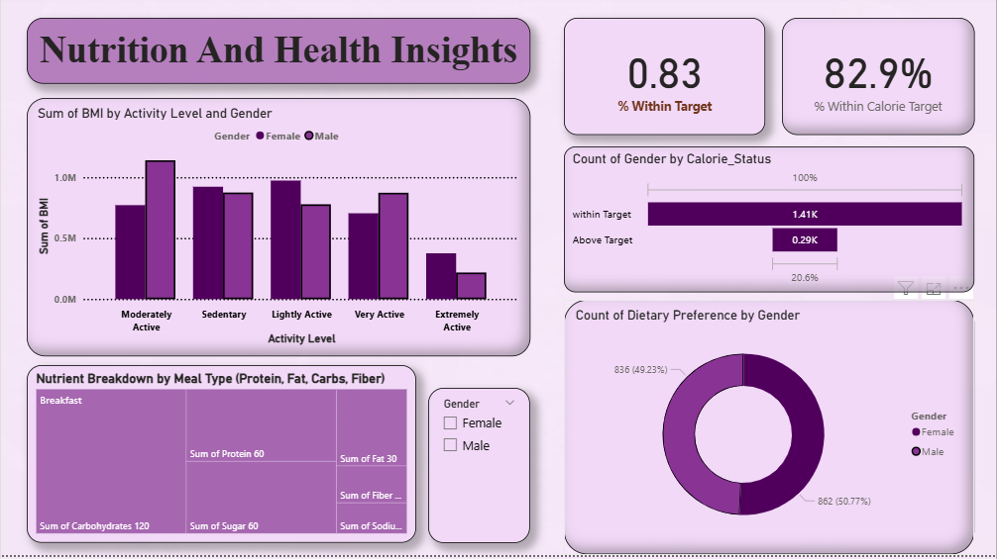 Nutrition And Health Insights
0.83
% Within Target
82.9%
% Within Calorie Target
Sum of BMI by Activity Level and Gender
Gender Female Male
Sum of BMI
1.0M
0.5M
0.0M
Moderately
Active
Sedentary
Lightly Active
Very Active
Extremely
Active
Activity Level
Count of Gender by Calorie_Status
100%
within Target
1.41K
Above Target
0.29K
20.6%
Nutrient Breakdown by Meal Type (Protein, Fat, Carbs, Fiber)
Breakfast
Sum of Carbohydrates 120
Sum of Protein 60
Sum of Sugar 60
Sum of Fat 30
Sum of Fiber ...
Sum of Sodiu...
Gender
Female
Male
Count of Dietary Preference by Gender
836 (49.23%)
862 (50.77%)
Gender
Female
Male